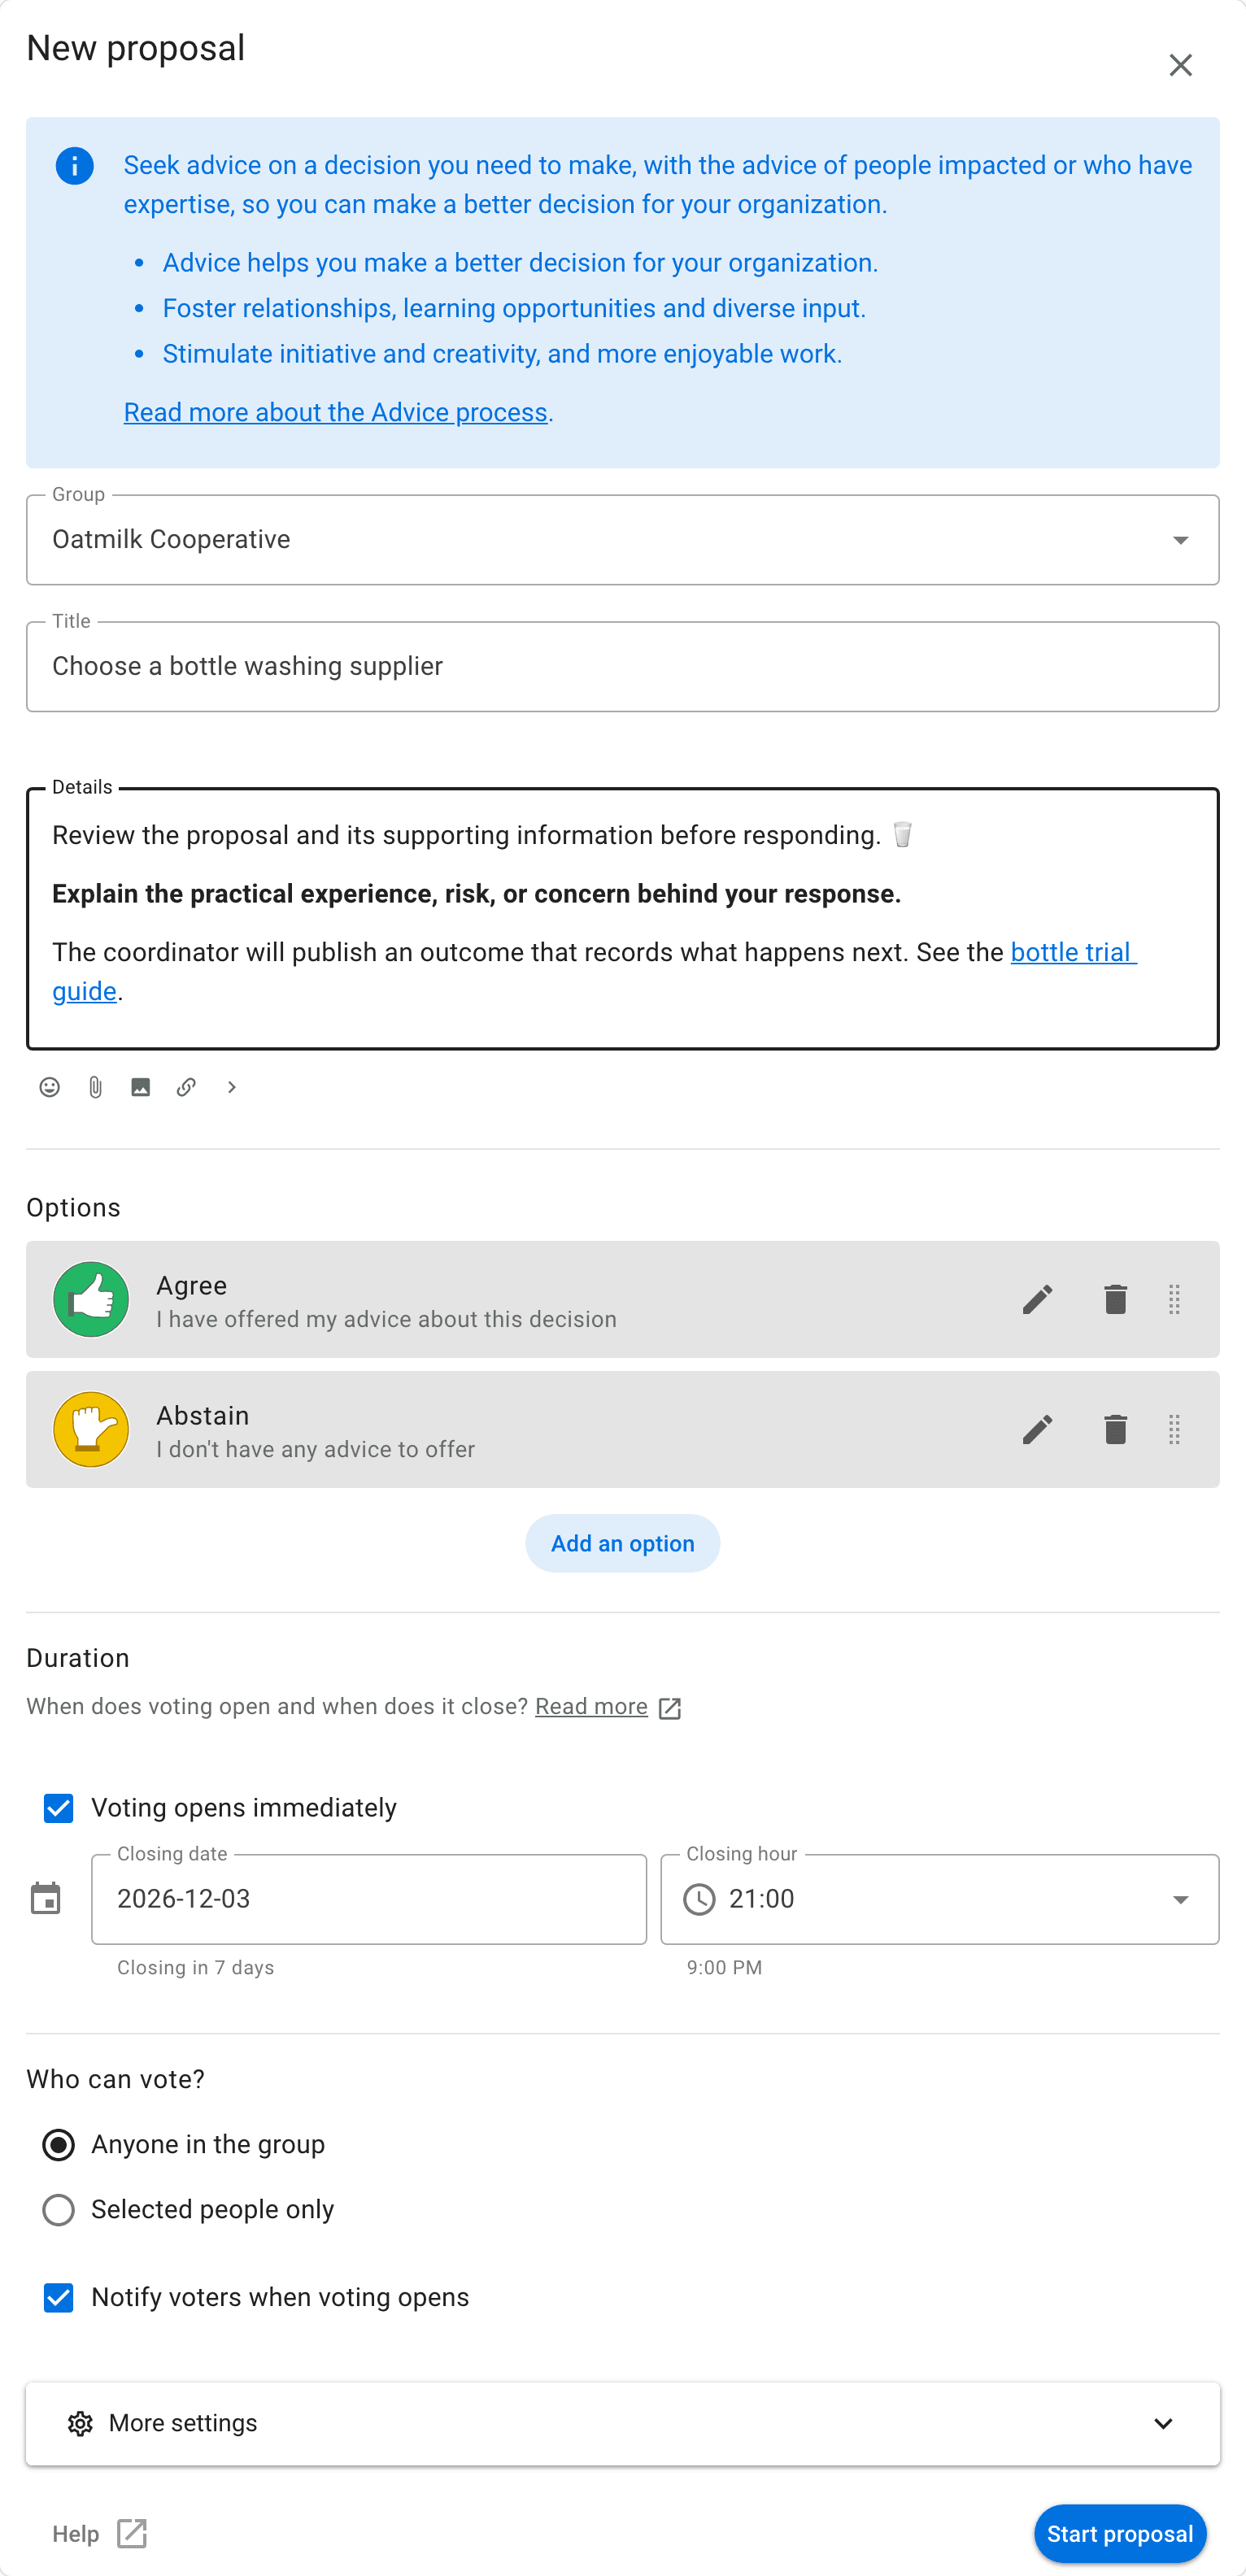 New proposal
Seek advice on a decision you need to make, with the advice of people impacted or who have
expertise, so you can make a better decision for your organization.
• Advice helps you make a better decision for your organization.
• Foster relationships, learning opportunities and diverse input.
• Stimulate initiative and creativity, and more enjoyable work.
Read more about the Advice process.
Group
Oatmilk Cooperative
Title
Choose a bottle washing supplier
Details
Review the proposal and its supporting information before responding. 🥛
Explain the practical experience, risk, or concern behind your response.
The coordinator will publish an outcome that records what happens next. See the bottle trial
guide.
Options
Agree
I have offered my advice about this decision
Abstain
I don't have any advice to offer
Add an option
Duration
When does voting open and when does it close? Read more
Voting opens immediately
Closing date
2026-12-03
Closing in 7 days
Closing hour
21:00
9:00 PM
Who can vote?
Anyone in the group
Selected people only
Notify voters when voting opens
More settings
Help
Start proposal